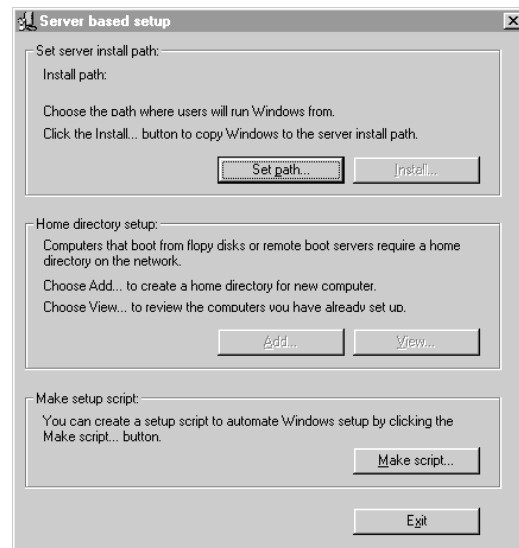 Server based setup
Set server install path:
Install path:
Choose the path where users will run Windows from.
Click the Install... button to copy Windows to the server install path.
Set path...
Install...
Home directory setup:
Computers that boot from flopy disks or remote boot servers require a home
directory on the network.
Choose Add... to create a home directory for new computer.
Choose View... to review the computers you have already set up.
Add...
View...
Make setup script:
You can create a setup script to automate Windows setup by clicking the
Make script... button.
Make script...
Exit